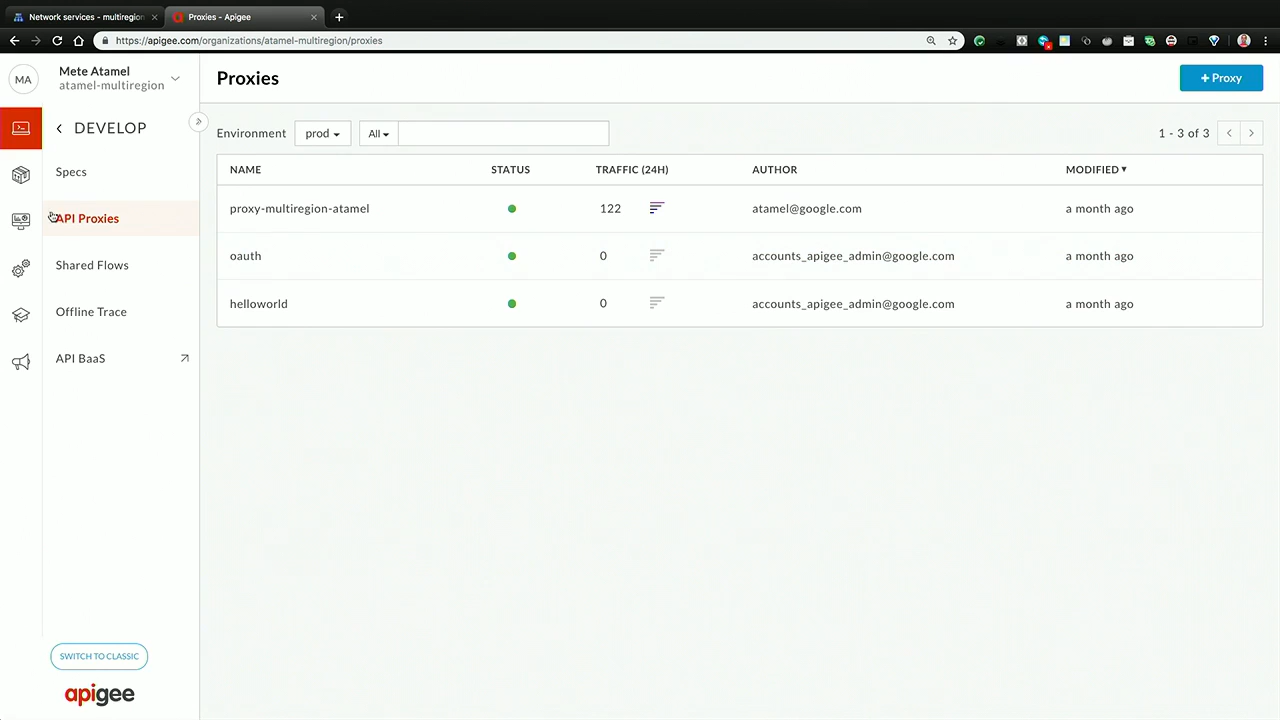 Network services - multiregion
Proxies - Apigee
https://apigee.com/organizations/atamel-multiregion/proxies
MA
Mete Atamel
atamel-multiregion
DEVELOP
Specs
API Proxies
Shared Flows
Offline Trace
API BaaS
SWITCH TO CLASSIC
apigee
Proxies
+ Proxy
Environment prod All 1 - 3 of 3
NAME STATUS TRAFFIC (24H) AUTHOR MODIFIED
proxy-multiregion-atamel 122 atamel@google.com a month ago
oauth 0 accounts_apigee_admin@google.com a month ago
helloworld 0 accounts_apigee_admin@google.com a month ago